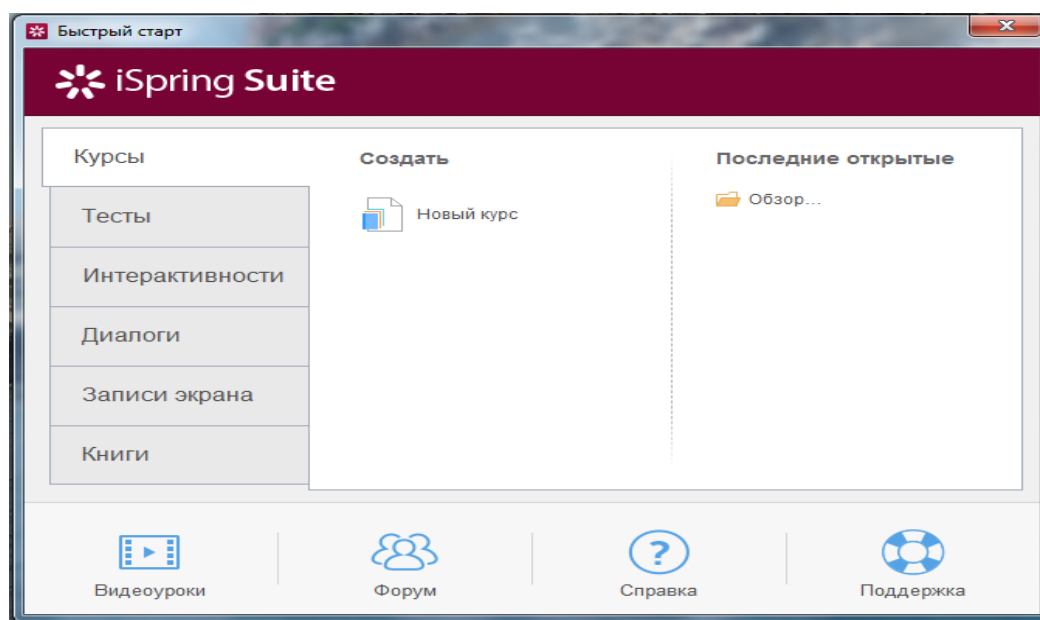 Быстрый старт
iSpring Suite
Курсы
Тесты
Интерактивности
Диалоги
Записи экрана
Книги
Создать
Новый курс
Последние открытые
Обзор...
Видеоуроки
Форум
Справка
Поддержка